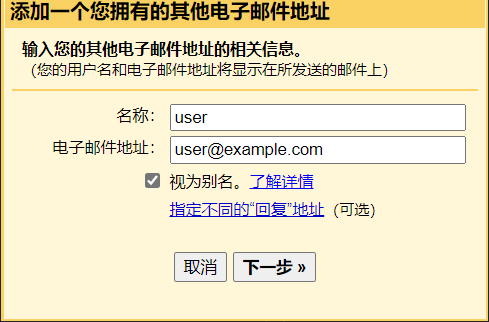 添加一个您拥有的其他电子邮件地址
输入您的其他电子邮件地址的相关信息。
（您的用户名和电子邮件地址将显示在所发送的邮件上）
名称： user
电子邮件地址： user@example.com
视为别名。了解详情
指定不同的“回复”地址（可选）
取消 下一步 »